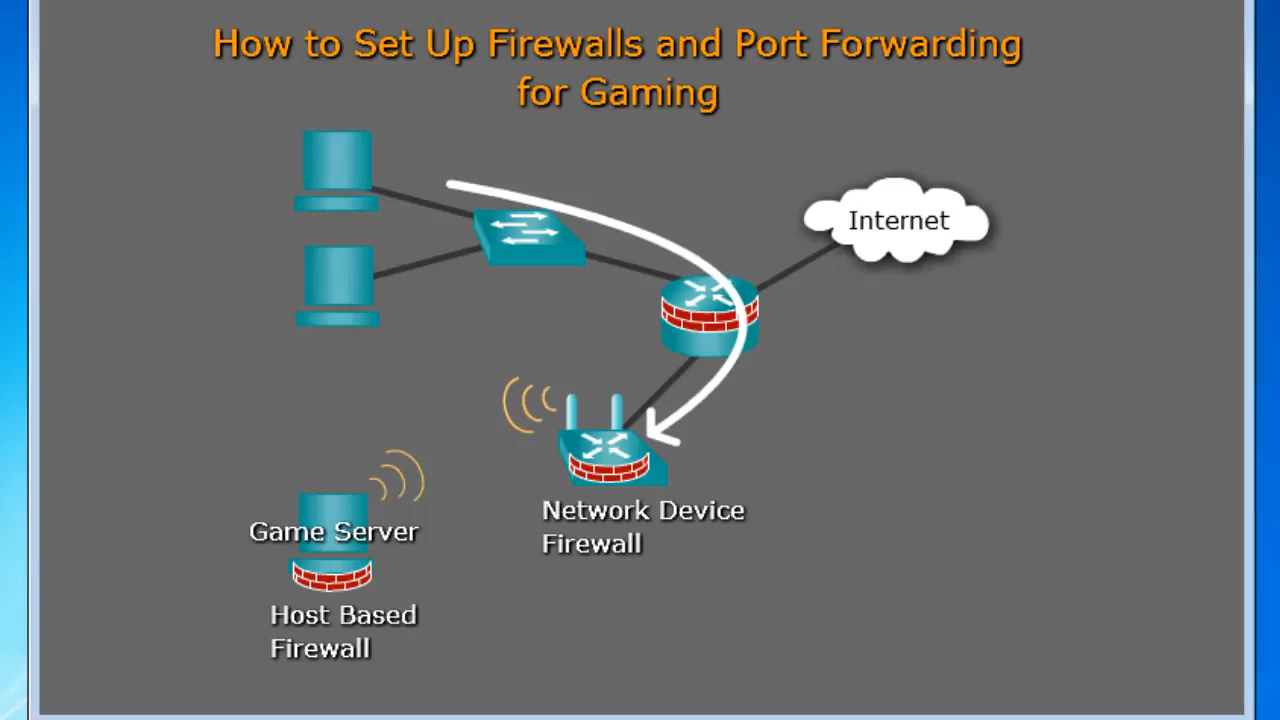 How to Set Up Firewalls and Port Forwarding
for Gaming
Internet
Network Device
Firewall
Game Server
Host Based
Firewall